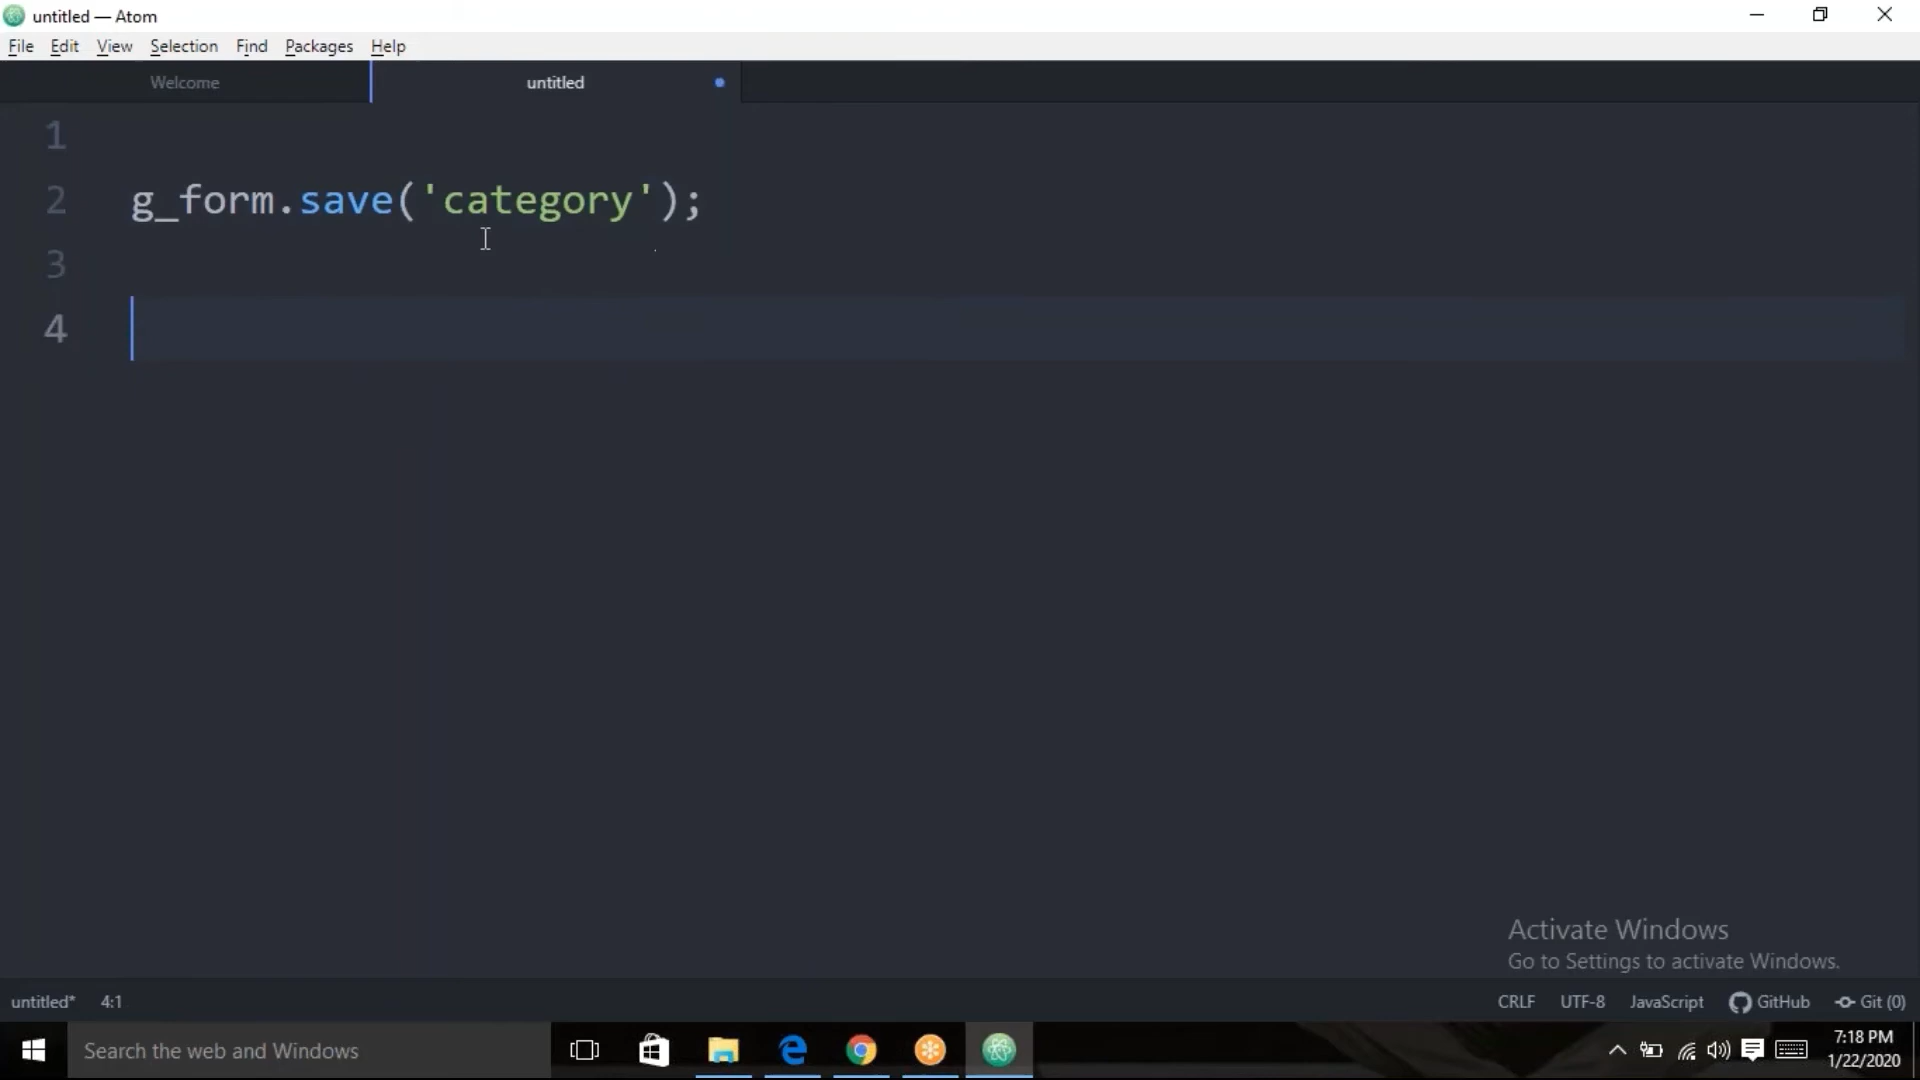 untitled — Atom
File Edit View Selection Find Packages Help
Welcome
untitled
1
2 g_form.save('category');
3
4
Activate Windows
Go to Settings to activate Windows.
untitled* 4:1 CRLF UTF-8 JavaScript GitHub Git (0)
Search the web and Windows
7:18 PM
1/22/2020